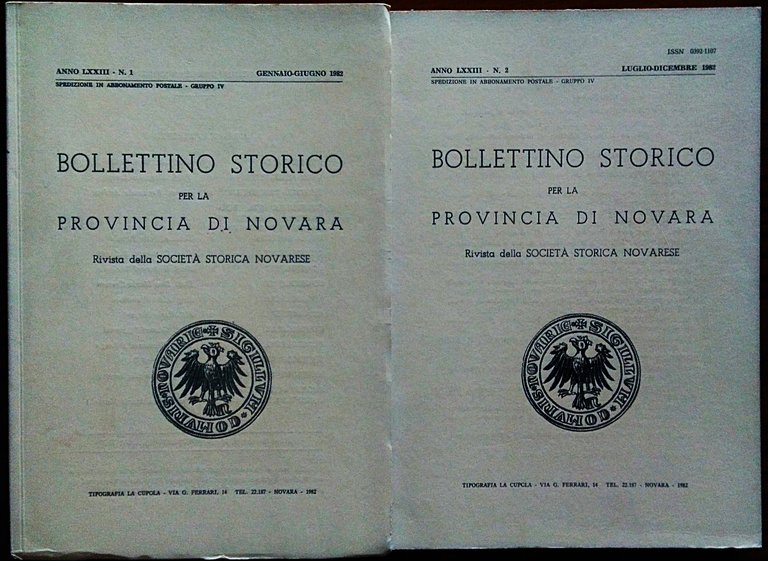 ANNO LXXIII - N. 1 GENNAIO-GIUGNO 1982
SPEDIZIONE IN ABBONAMENTO POSTALE - GRUPPO IV
BOLLETTINO STORICO
PER LA
PROVINCIA DI NOVARA
Rivista della SOCIETÀ STORICA NOVARESE
TIPOGRAFIA LA CUPOLA - VIA G. FERRARI, 14 TEL. 22.187 - NOVARA - 1982
ISSN 0392-1107
ANNO LXXIII - N. 2 LUGLIO-DICEMBRE 1982
SPEDIZIONE IN ABBONAMENTO POSTALE - GRUPPO IV
BOLLETTINO STORICO
PER LA
PROVINCIA DI NOVARA
Rivista della SOCIETÀ STORICA NOVARESE
TIPOGRAFIA LA CUPOLA - VIA G. FERRARI, 14 TEL. 22.187 - NOVARA - 1982